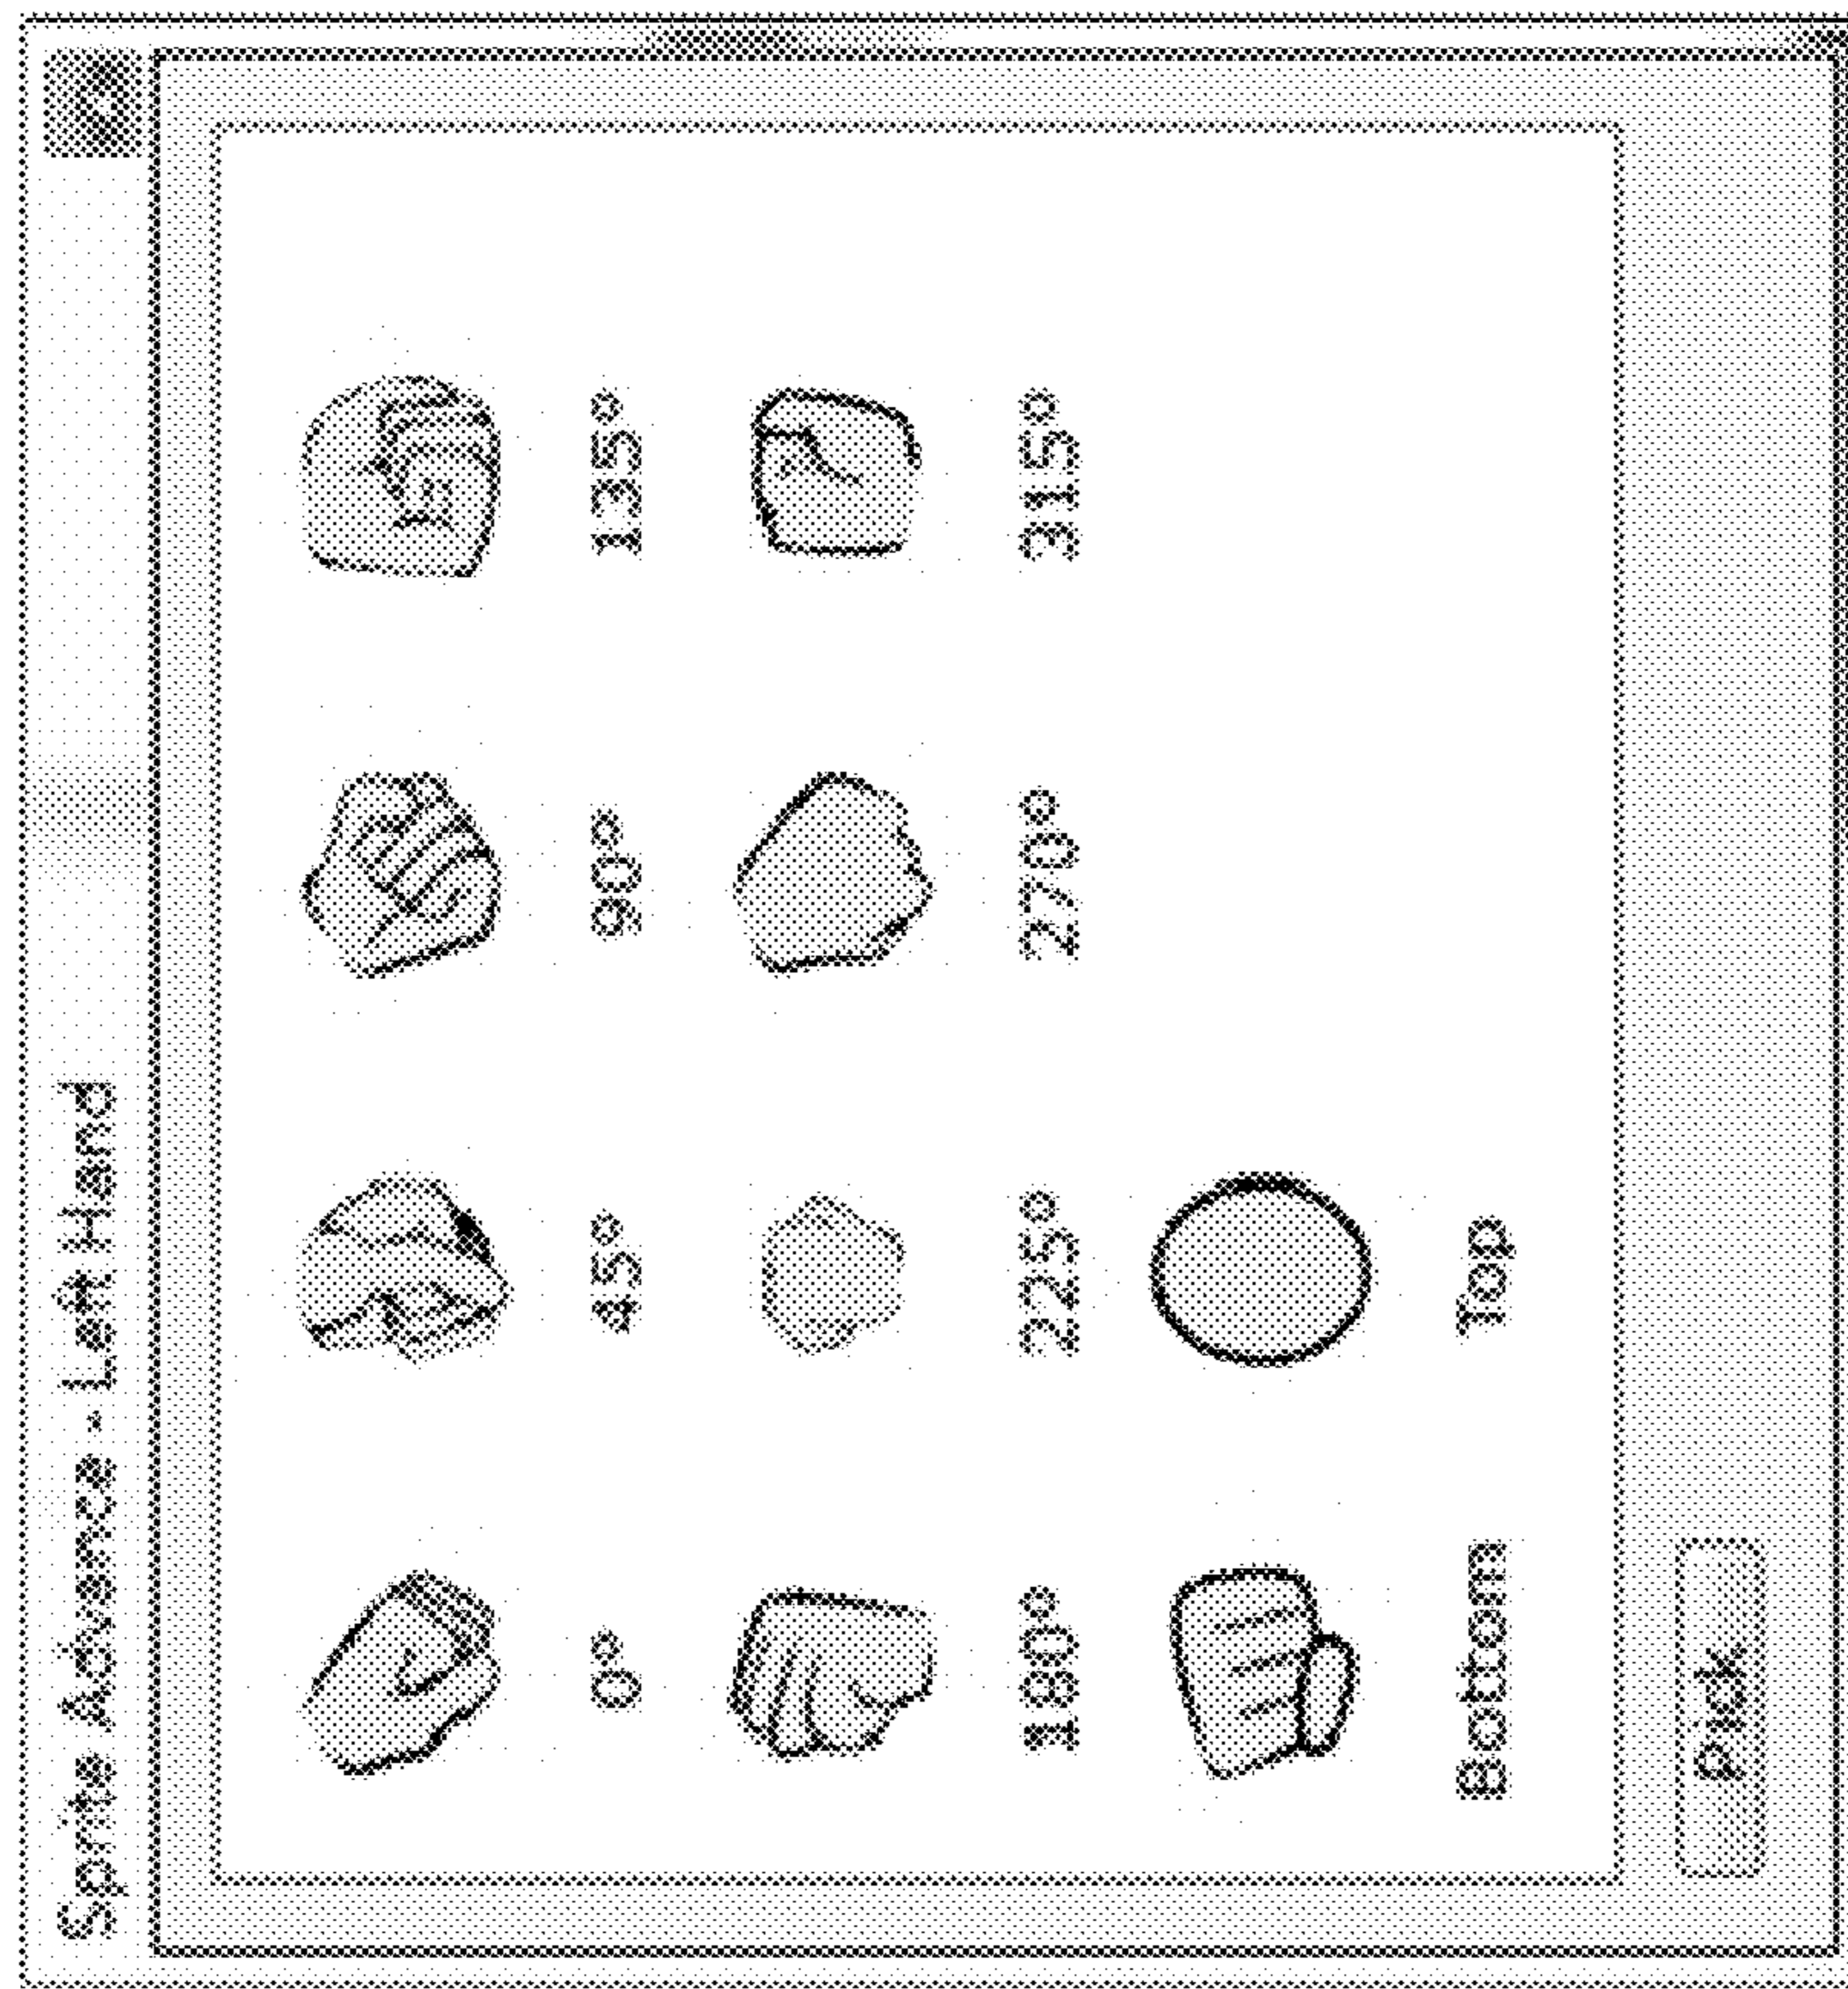 Sprite Advance - Left Hand
0° 45° 90° 135°
180° 225° 270° 315°
Bottom Top
Pick